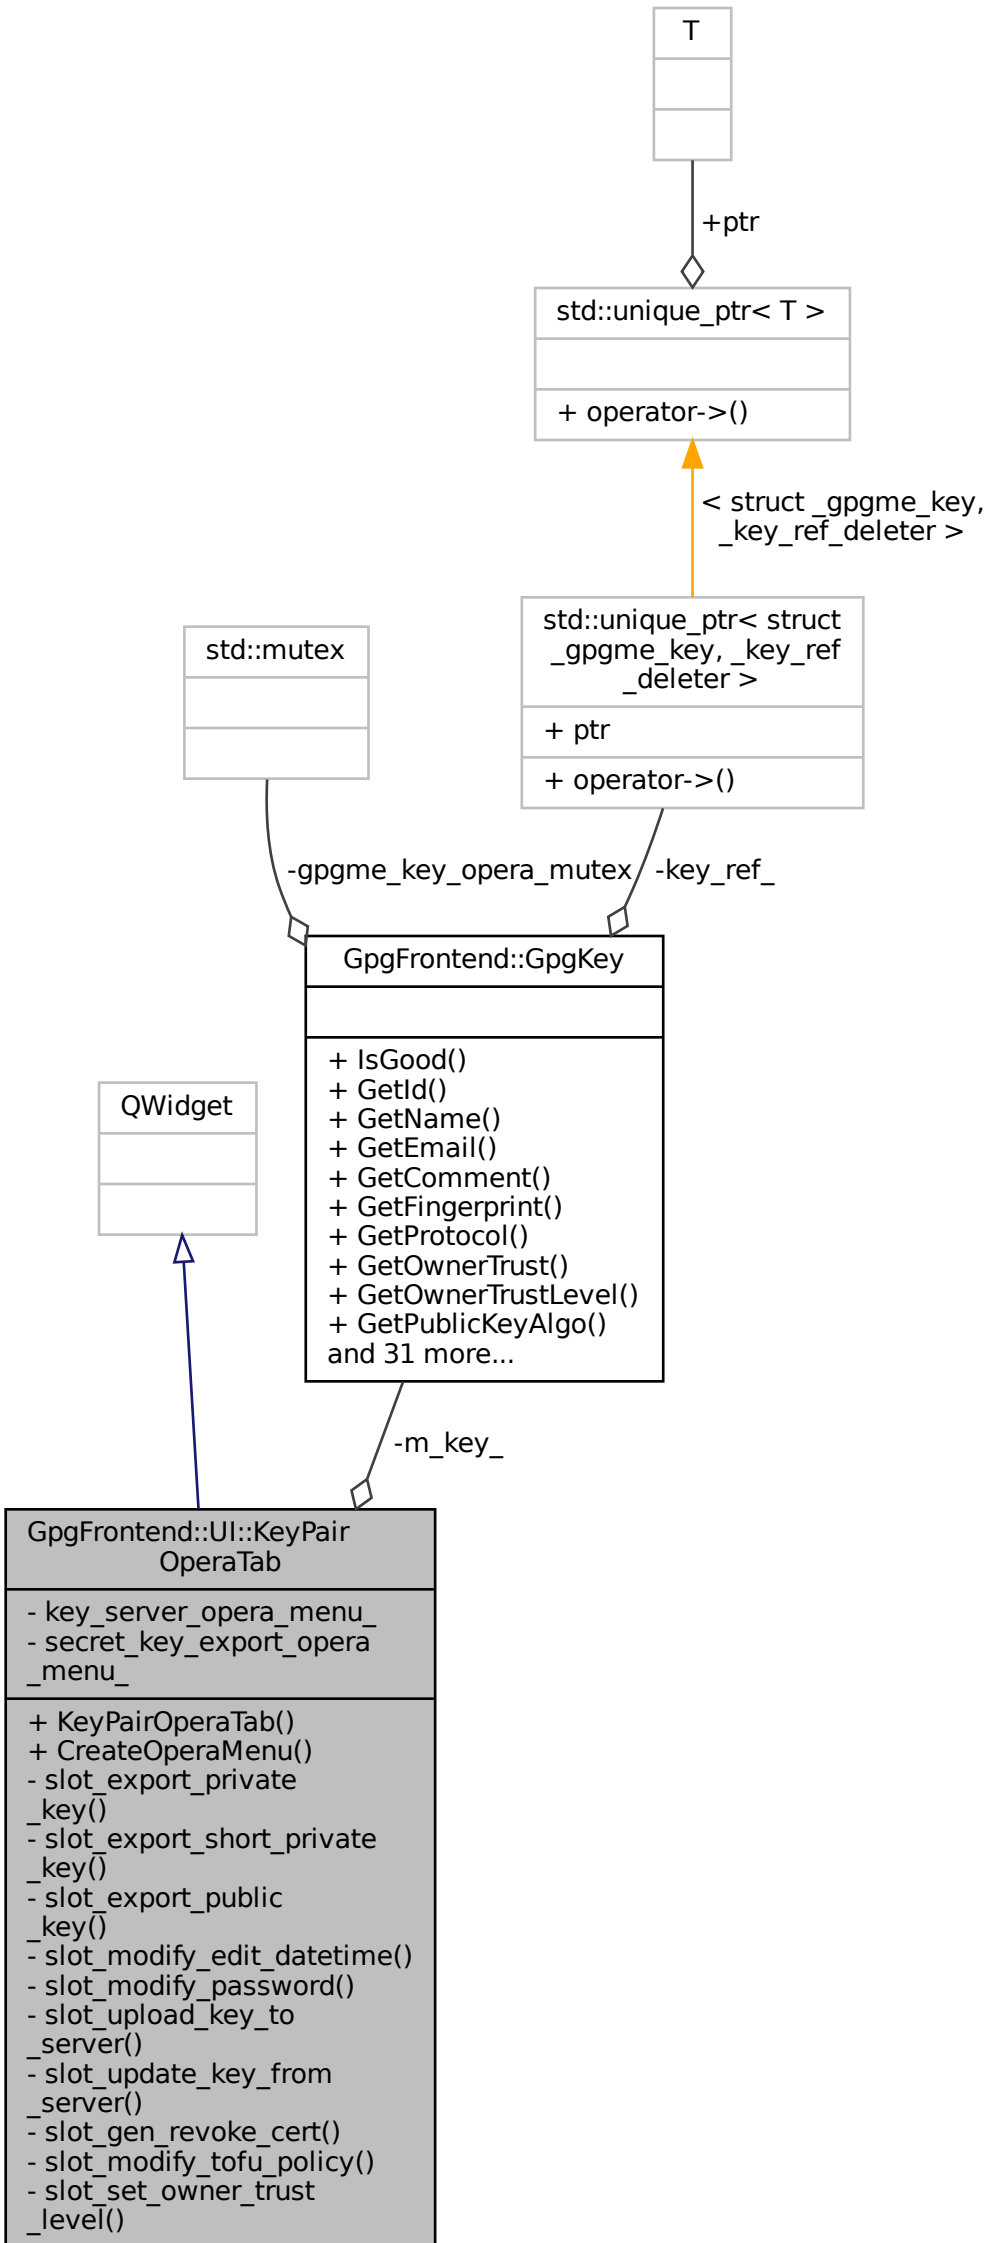 T
+ptr
std::unique_ptr< T >
+ operator->()
< struct _gpgme_key,
_key_ref_deleter >
std::unique_ptr< struct
_gpgme_key, _key_ref
_deleter >
+ ptr
+ operator->()
std::mutex
-gpgme_key_opera_mutex
-key_ref_
GpgFrontend::GpgKey
+ IsGood()
+ GetId()
+ GetName()
+ GetEmail()
+ GetComment()
+ GetFingerprint()
+ GetProtocol()
+ GetOwnerTrust()
+ GetOwnerTrustLevel()
+ GetPublicKeyAlgo()
and 31 more...
QWidget
-m_key_
GpgFrontend::UI::KeyPair
OperaTab
- key_server_opera_menu_
- secret_key_export_opera
_menu_
+ KeyPairOperaTab()
+ CreateOperaMenu()
- slot_export_private
_key()
- slot_export_short_private
_key()
- slot_export_public
_key()
- slot_modify_edit_datetime()
- slot_modify_password()
- slot_upload_key_to
_server()
- slot_update_key_from
_server()
- slot_gen_revoke_cert()
- slot_modify_tofu_policy()
- slot_set_owner_trust
_level()